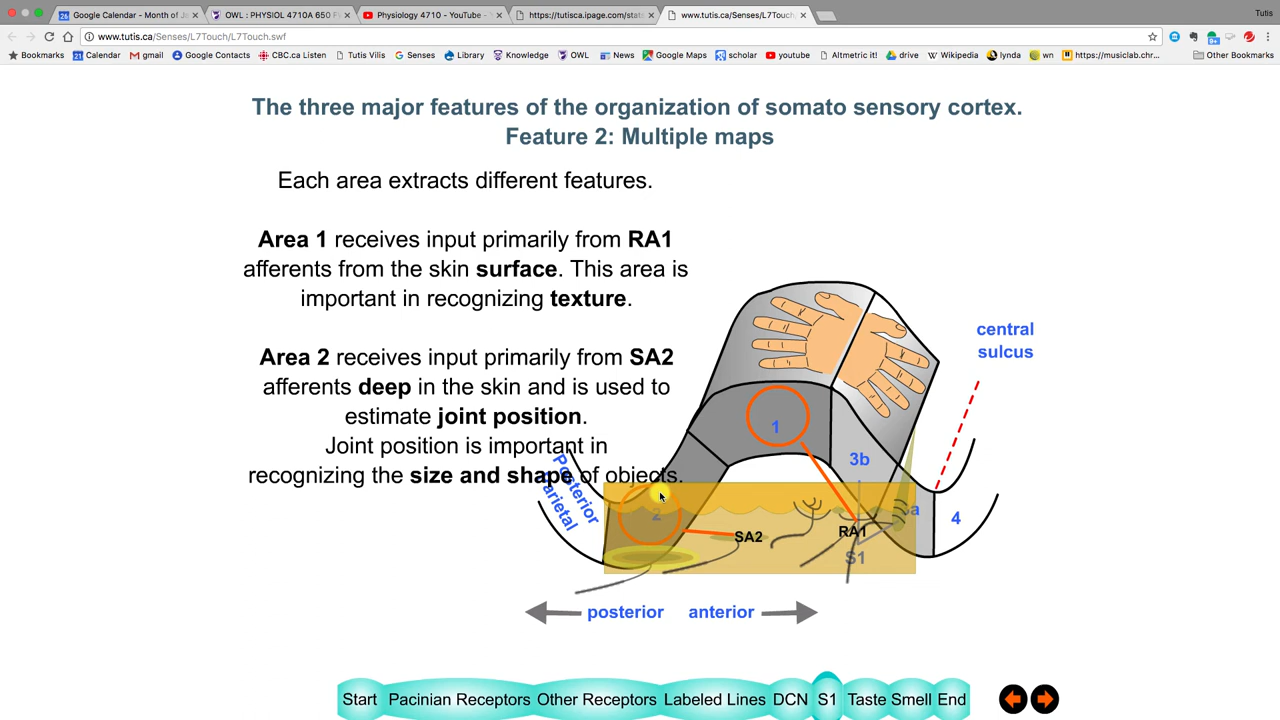 Google Calendar - Month of J
OWL : PHYSIOL 4710A 650 F
Physiology 4710 - YouTube -
https://tutisca.ipage.com/stats
www.tutis.ca/Senses/L7Touch/
Tutis
www.tutis.ca/Senses/L7Touch/L7Touch.swf
Bookmarks Calendar gmail Google Contacts CBC.ca Listen Tutis Vilis Senses Library Knowledge OWL News Google Maps scholar youtube Altmetric it! drive Wikipedia lynda wn https://musiclab.chr... Other Bookmarks
The three major features of the organization of somato sensory cortex.
Feature 2: Multiple maps
Each area extracts different features.
Area 1 receives input primarily from RA1
afferents from the skin surface. This area is
important in recognizing texture.
Area 2 receives input primarily from SA2
afferents deep in the skin and is used to
estimate joint position.
Joint position is important in
recognizing the size and shape of objects.
central
sulcus
1
3b
Posterior
parietal
2
a
4
SA2
RA1
S1
posterior anterior
Start Pacinian Receptors Other Receptors Labeled Lines DCN S1 Taste Smell End